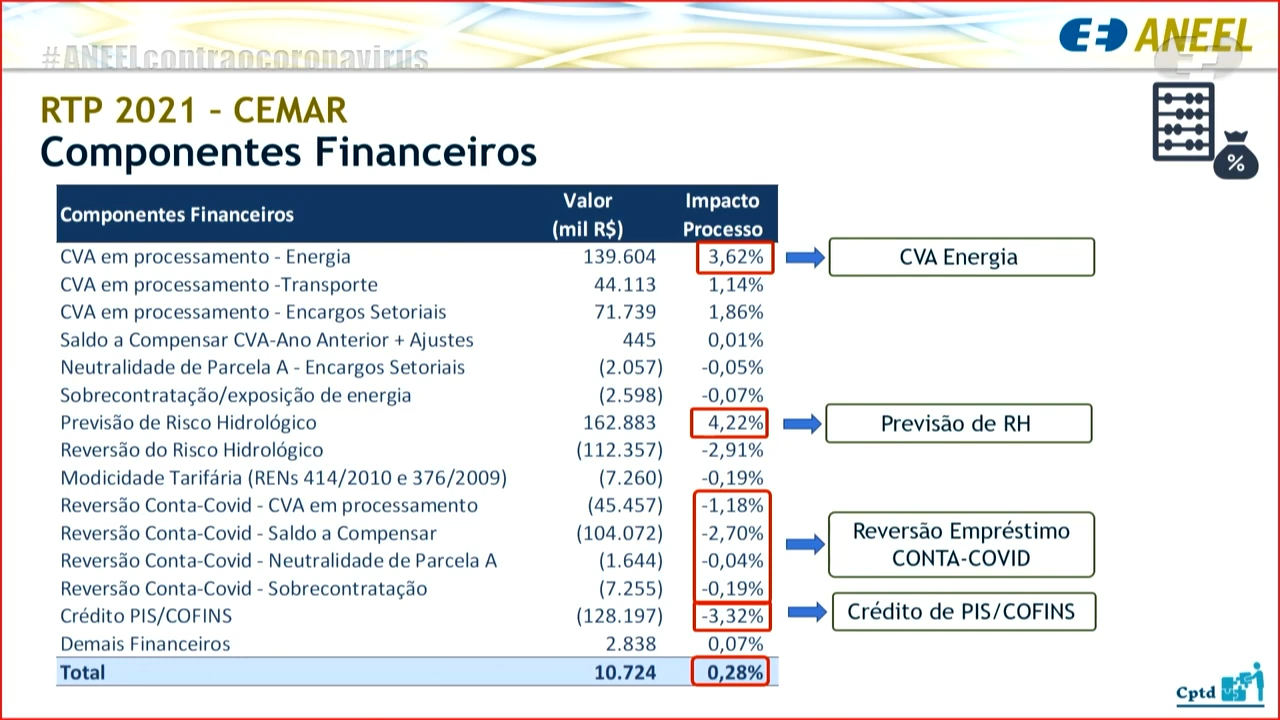 #ANEELcontraocoronavirus
ANEEL
RTP 2021 – CEMAR
Componentes Financeiros
%
Componentes Financeiros Valor (mil R$) Impacto Processo
CVA em processamento - Energia 139.604 3,62% CVA Energia
CVA em processamento -Transporte 44.113 1,14%
CVA em processamento - Encargos Setoriais 71.739 1,86%
Saldo a Compensar CVA-Ano Anterior + Ajustes 445 0,01%
Neutralidade de Parcela A - Encargos Setoriais (2.057) -0,05%
Sobrecontratação/exposição de energia (2.598) -0,07%
Previsão de Risco Hidrológico 162.883 4,22% Previsão de RH
Reversão do Risco Hidrológico (112.357) -2,91%
Modicidade Tarifária (RENs 414/2010 e 376/2009) (7.260) -0,19%
Reversão Conta-Covid - CVA em processamento (45.457) -1,18%
Reversão Conta-Covid - Saldo a Compensar (104.072) -2,70% Reversão Empréstimo
Reversão Conta-Covid - Neutralidade de Parcela A (1.644) -0,04% CONTA-COVID
Reversão Conta-Covid - Sobrecontratação (7.255) -0,19%
Crédito PIS/COFINS (128.197) -3,32% Crédito de PIS/COFINS
Demais Financeiros 2.838 0,07%
Total 10.724 0,28%
Cptd